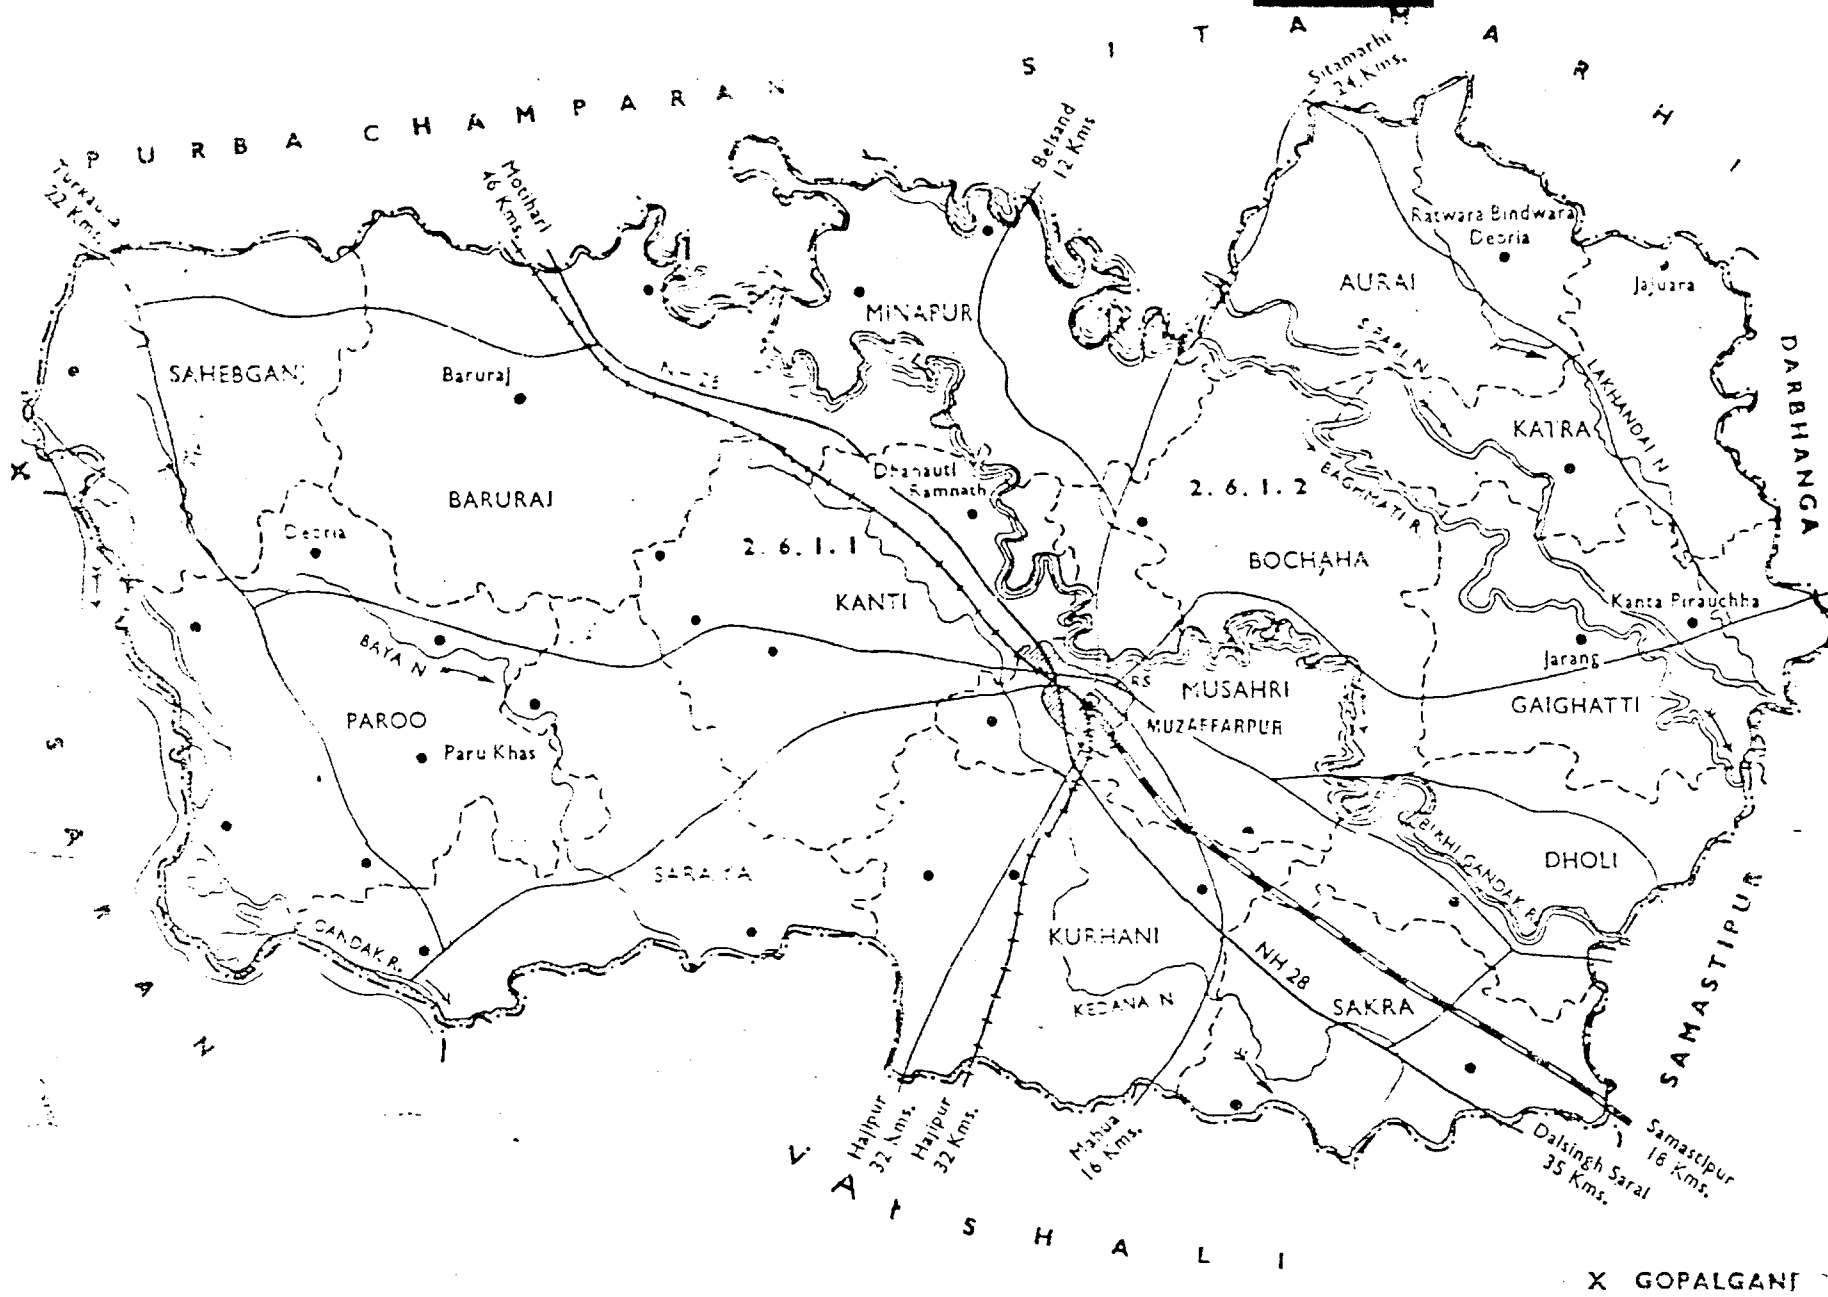 SITAMARHI
PURBA CHAMPARAN
Sitamarhi
24 Kms.
Belsand
12 Kms
Motihari
46 Kms.
22 Kms.
Ratwara Bindwara
Deoria
Jajuara
AURAI
MINAPUR
SAHEBGANJ
Baruraj
LAKHANDAI N
DARBHANGA
KATRA
X
Dhanauti
Ramnath
BAGHMATI R
2. 6. 1. 2
BARURAJ
Deoria
2. 6. 1. 1
BOCHAHA
KANTI
Kanta Pirauchha
BAYA N
Jarang
RS
MUSAHRI
GAIGHATTI
PAROO
MUZAFFARPUR
Paru Khas
SARAN
BURHI GANDAK R
DHOLI
SARAIYA
SAMASTIPUR
GANDAK R.
KURHANI
NH 28
SAKRA
Hajipur
32 Kms.
Hajipur
32 Kms.
Mahua
16 Kms.
Dalsingh Sarai
35 Kms.
Samastipur
18 Kms.
VAISHALI
X GOPALGANJ